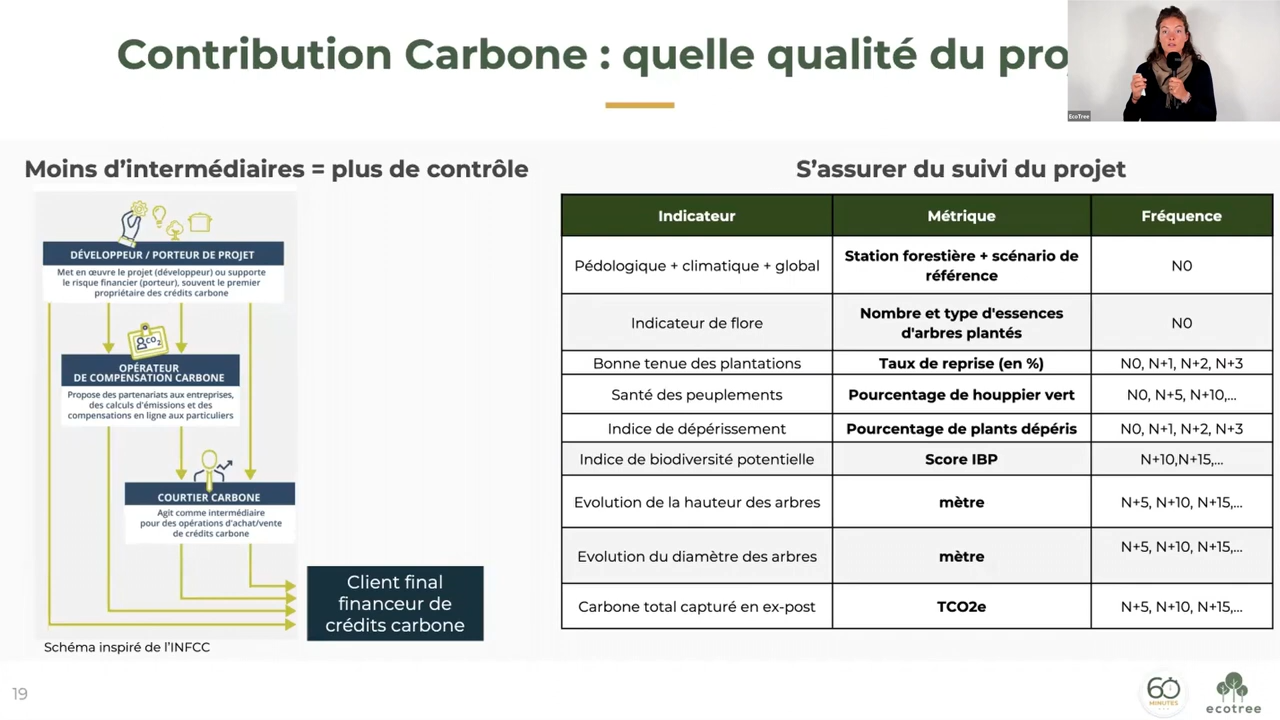 Contribution Carbone : quelle qualité du pro
EcoTree
Moins d’intermédiaires = plus de contrôle
DÉVELOPPEUR / PORTEUR DE PROJET
Met en œuvre le projet (développeur) ou supporte
le risque financier (porteur), souvent le premier
propriétaire des crédits carbone
CO2
OPÉRATEUR
DE COMPENSATION CARBONE
Propose des partenariats aux entreprises,
des calculs d'émissions et des
compensations en ligne aux particuliers
COURTIER CARBONE
Agit comme intermédiaire
pour des opérations d'achat/vente
de crédits carbone
Client final
financeur de
crédits carbone
Schéma inspiré de l’INFCC
S’assurer du suivi du projet
Indicateur Métrique Fréquence
Pédologique + climatique + global Station forestière + scénario de référence N0
Indicateur de flore Nombre et type d'essences d'arbres plantés N0
Bonne tenue des plantations Taux de reprise (en %) N0, N+1, N+2, N+3
Santé des peuplements Pourcentage de houppier vert N0, N+5, N+10,...
Indice de dépérissement Pourcentage de plants dépéris N0, N+1, N+2, N+3
Indice de biodiversité potentielle Score IBP N+10,N+15,...
Evolution de la hauteur des arbres mètre N+5, N+10, N+15,...
Evolution du diamètre des arbres mètre N+5, N+10, N+15,...
Carbone total capturé en ex-post TCO2e N+5, N+10, N+15,...
19
60
MINUTES
ecotree